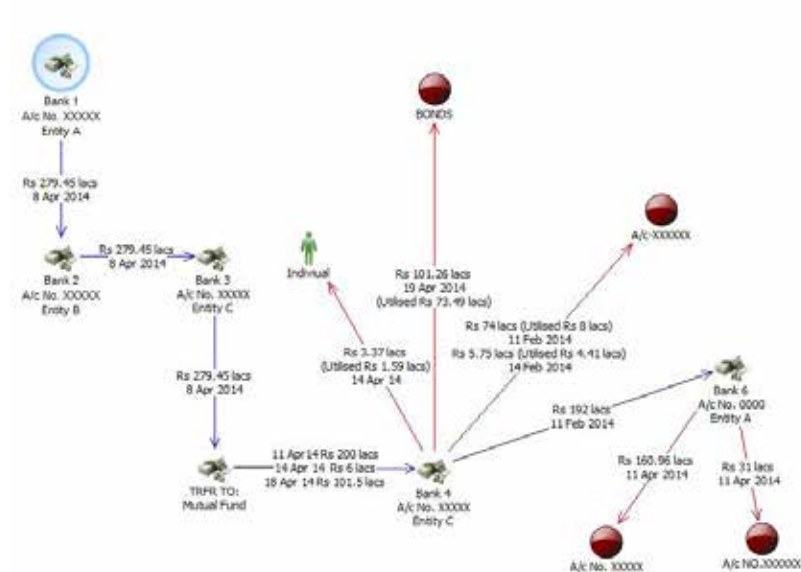 Bank 1
A/c No. XXXXX
Entity A
Rs 279.45 lacs
8 Apr 2014
Bank 2
A/c No. XXXXX
Entity B
Rs 279.45 lacs
8 Apr 2014
Bank 3
A/c No. XXXXX
Entity C
Rs 279.45 lacs
8 Apr 2014
TRFR TO:
Mutual Fund
11 Apr 14 Rs 200 lacs
14 Apr 14 Rs 6 lacs
18 Apr 14 Rs 101.5 lacs
Bank 4
A/c No. XXXXX
Entity C
Indiviual
Rs 3.37 lacs
(Utilised Rs 1.59 lacs)
14 Apr 14
BONDS
Rs 101.26 lacs
19 Apr 2014
(Utilised Rs 73.49 lacs)
A/c-XXXXXX
Rs 74 lacs (Utilised Rs 8 lacs)
11 Feb 2014
Rs 5.75 lacs (Utilised Rs 4.41 lacs)
14 Feb 2014
Rs 192 lacs
11 Feb 2014
Bank 6
A/c No. 0000
Entity A
Rs 160.96 lacs
11 Apr 2014
Rs 31 lacs
11 Apr 2014
A/c No. XXXXX
A/c NO.XXXXXX